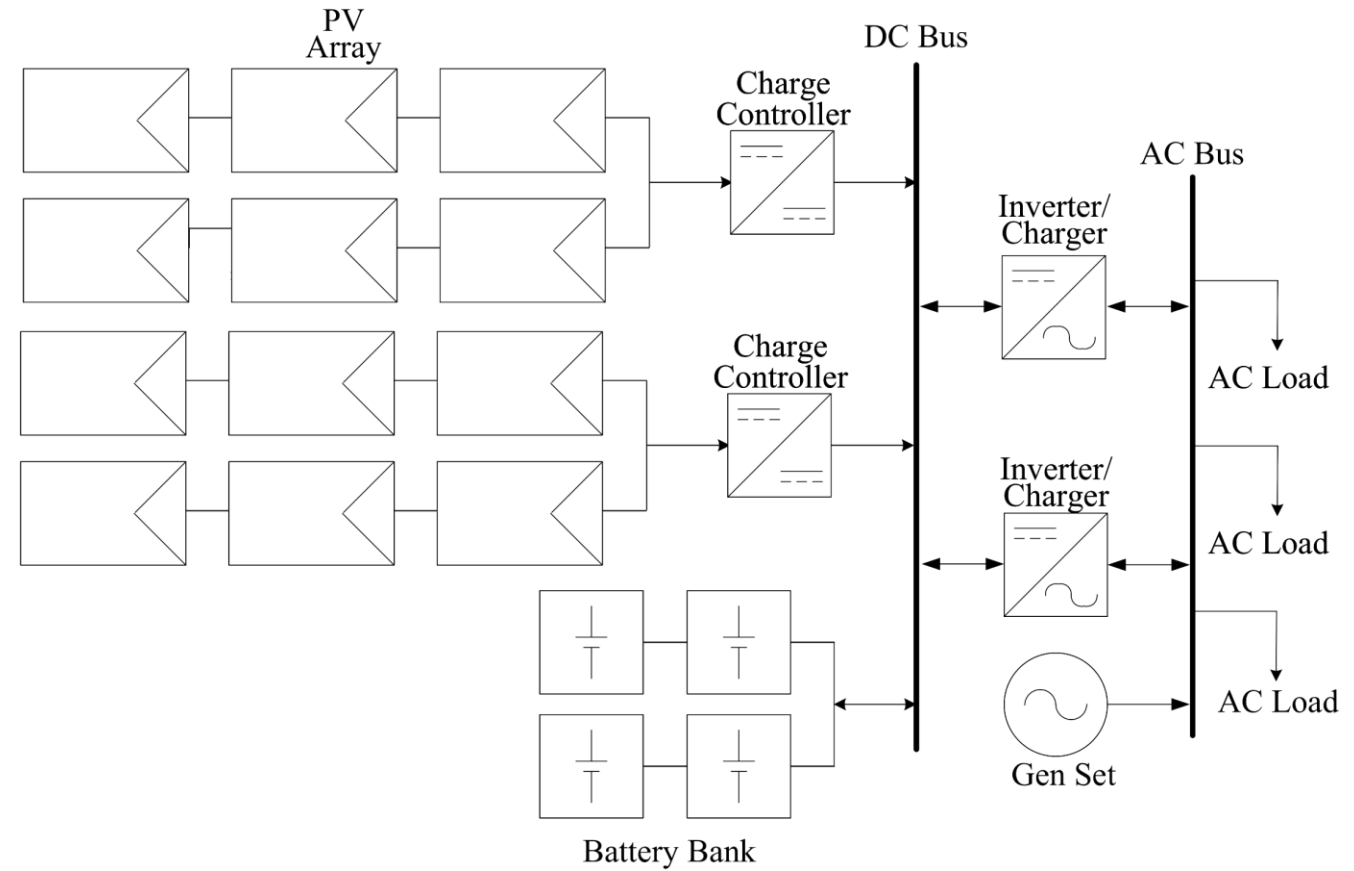 PV
Array
DC Bus
Charge
Controller
AC Bus
Inverter/
Charger
Charge
Controller
AC Load
Inverter/
Charger
AC Load
AC Load
Gen Set
Battery Bank